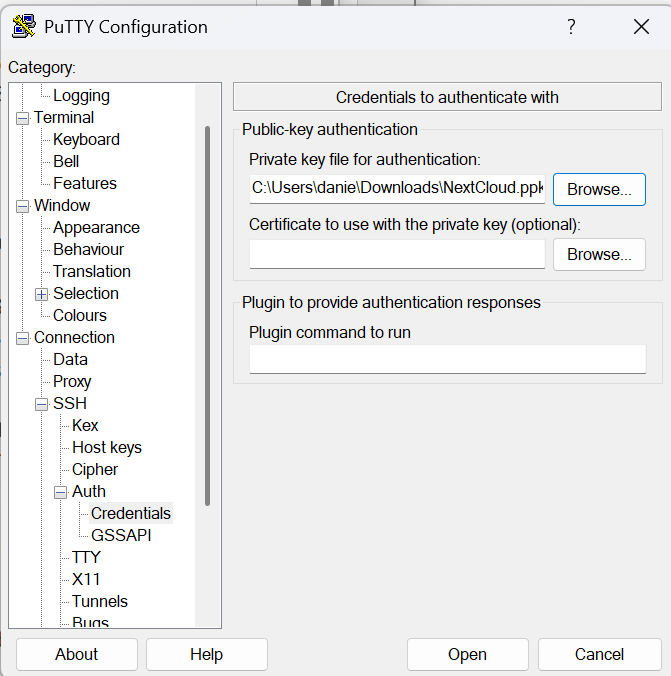 PuTTY Configuration
?
Category:
Logging
Terminal
Keyboard
Bell
Features
Window
Appearance
Behaviour
Translation
Selection
Colours
Connection
Data
Proxy
SSH
Kex
Host keys
Cipher
Auth
Credentials
GSSAPI
TTY
X11
Tunnels
Bugs
Credentials to authenticate with
Public-key authentication
Private key file for authentication:
C:\Users\danie\Downloads\NextCloud.ppk
Browse...
Certificate to use with the private key (optional):
Browse...
Plugin to provide authentication responses
Plugin command to run
About
Help
Open
Cancel